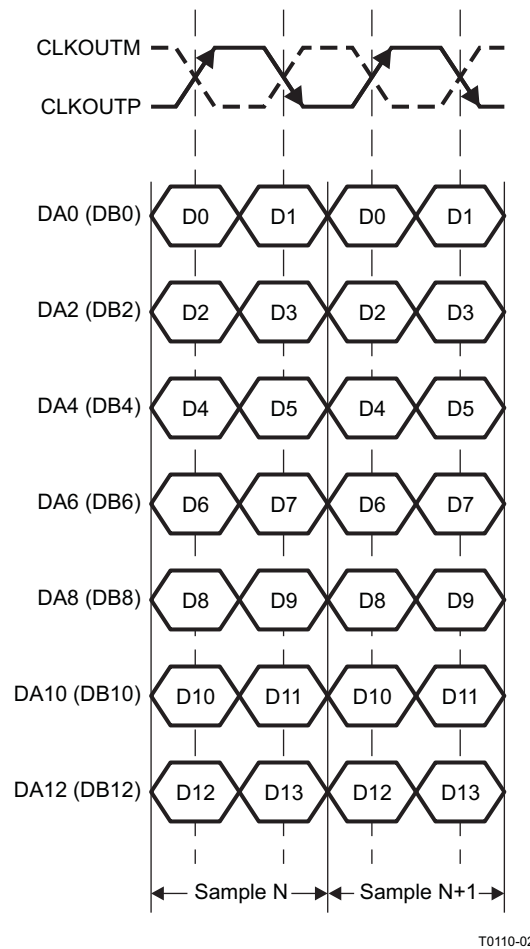 CLKOUTM
CLKOUTP
DA0 (DB0) D0 D1 D0 D1
DA2 (DB2) D2 D3 D2 D3
DA4 (DB4) D4 D5 D4 D5
DA6 (DB6) D6 D7 D6 D7
DA8 (DB8) D8 D9 D8 D9
DA10 (DB10) D10 D11 D10 D11
DA12 (DB12) D12 D13 D12 D13
Sample N Sample N+1
T0110-02